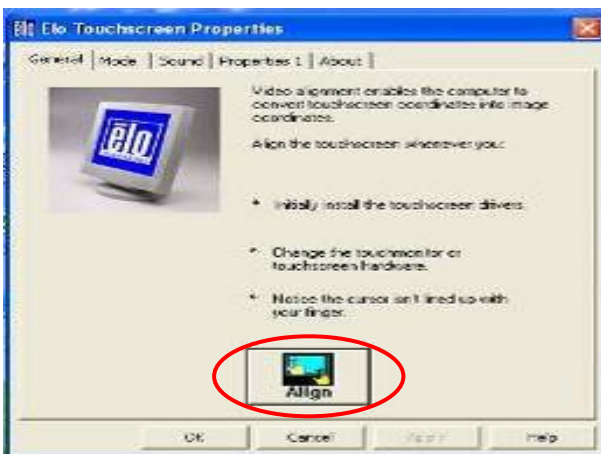 Elo Touchscreen Properties
General
Mode
Sound
Properties 1
About
elo
Video alignment enables the computer to
convert touchscreen coordinates into image
coordinates.
Align the touchscreen whenever you:
* Initially install the touchscreen drivers.
* Change the touchmonitor or
touchscreen hardware.
* Notice the cursor isn't lined up with
your finger.
Align
OK
Cancel
Apply
Help